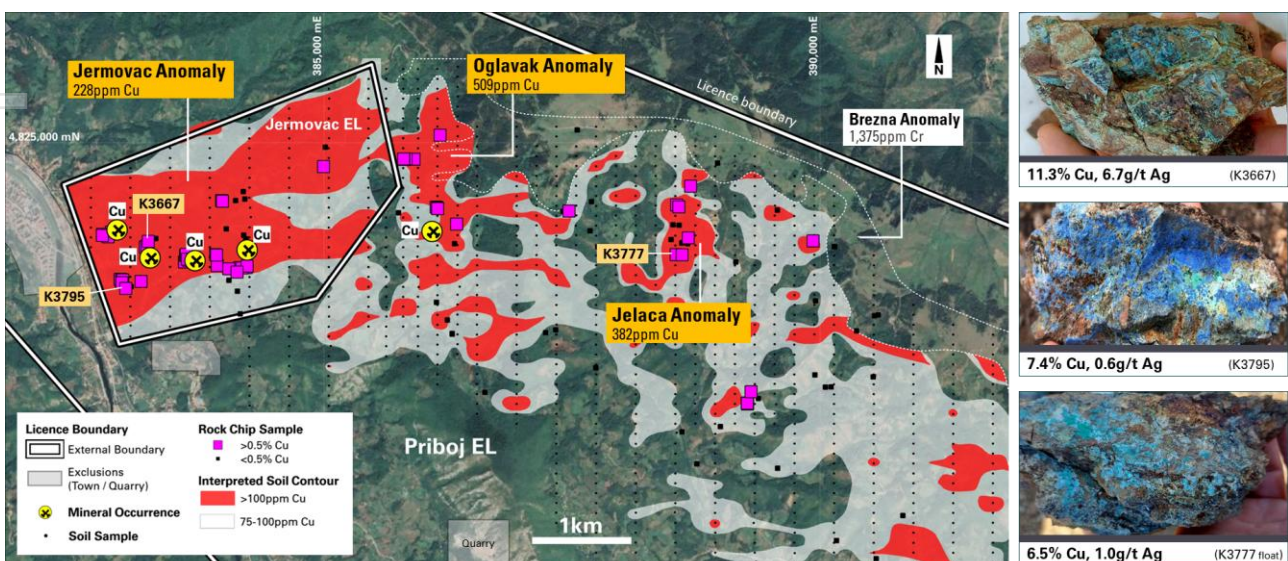 Jermovac Anomaly
228ppm Cu
385,000 mE
Oglavak Anomaly
509ppm Cu
390,000 mE
N
Licence boundary
4,825,000 mN
Jermovac EL
Brezna Anomaly
1,375ppm Cr
K3667
Cu
Cu
Cu
Cu
Cu
K3777
K3795
Jelaca Anomaly
382ppm Cu
Priboj EL
1km
Quarry
Licence Boundary
External Boundary
Exclusions
(Town / Quarry)
Mineral Occurrence
Soil Sample
Rock Chip Sample
>0.5% Cu
<0.5% Cu
Interpreted Soil Contour
>100ppm Cu
75-100ppm Cu
11.3% Cu, 6.7g/t Ag (K3667)
7.4% Cu, 0.6g/t Ag (K3795)
6.5% Cu, 1.0g/t Ag (K3777 float)